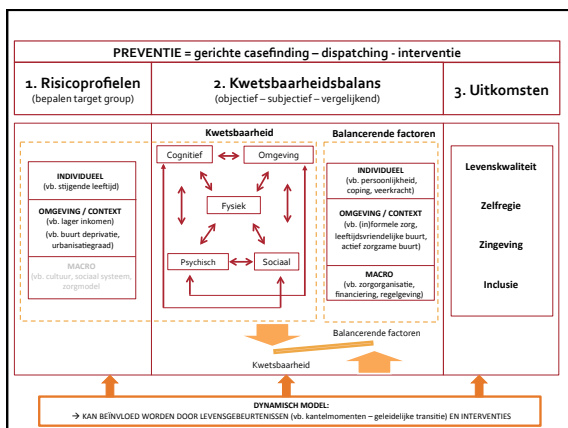 PREVENTIE = gerichte casefinding – dispatching - interventie
1. Risicoprofielen
(bepalen target group)
2. Kwetsbaarheidsbalans
(objectief – subjectief – vergelijkend)
3. Uitkomsten
Kwetsbaarheid
Cognitief
Omgeving
Fysiek
Psychisch
Sociaal
Balancerende factoren
INDIVIDUEEL
(vb. stijgende leeftijd)
OMGEVING / CONTEXT
(vb. lager inkomen)
(vb. buurt deprivatie,
urbanisatiegraad)
MACRO
(vb. cultuur, sociaal systeem,
zorgmodel)
INDIVIDUEEL
(vb. persoonlijkheid,
coping, veerkracht)
OMGEVING / CONTEXT
(vb. (in)formele zorg,
leeftijdsvriendelijke buurt,
actief zorgzame buurt)
MACRO
(vb. zorgorganisatie,
financiering, regelgeving)
Levenskwaliteit
Zelfregie
Zingeving
Inclusie
Balancerende factoren
Kwetsbaarheid
DYNAMISCH MODEL:
→ KAN BEÏNVLOED WORDEN DOOR LEVENSGEBEURTENISSEN (vb. kantelmomenten – geleidelijke transitie) EN INTERVENTIES